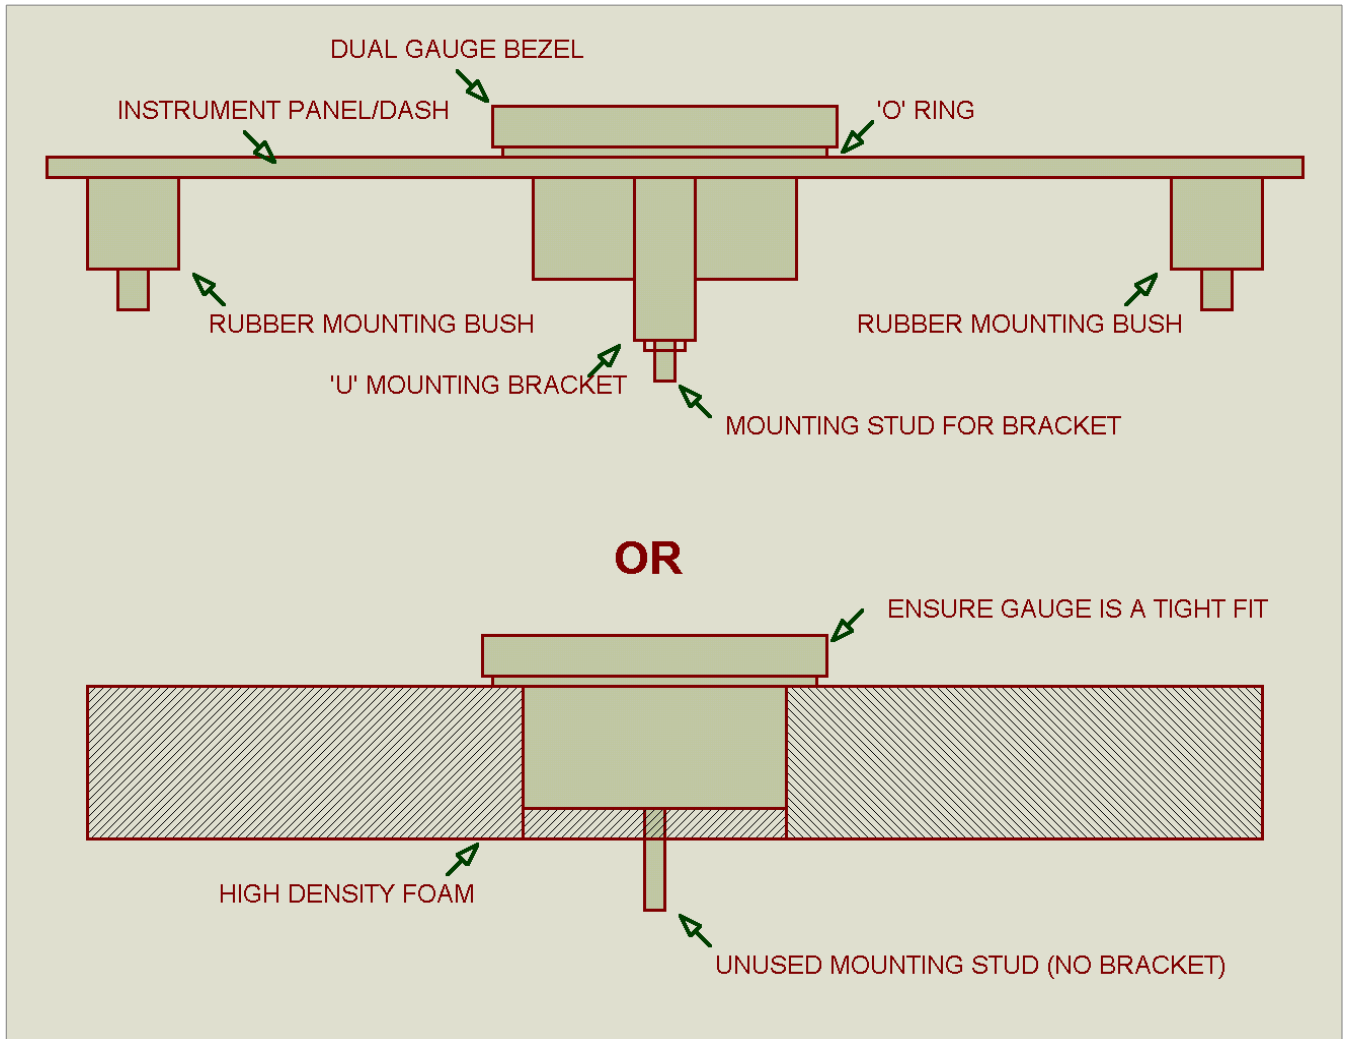 DUAL GAUGE BEZEL
INSTRUMENT PANEL/DASH
'O' RING
RUBBER MOUNTING BUSH
RUBBER MOUNTING BUSH
'U' MOUNTING BRACKET
MOUNTING STUD FOR BRACKET
OR
ENSURE GAUGE IS A TIGHT FIT
HIGH DENSITY FOAM
UNUSED MOUNTING STUD (NO BRACKET)